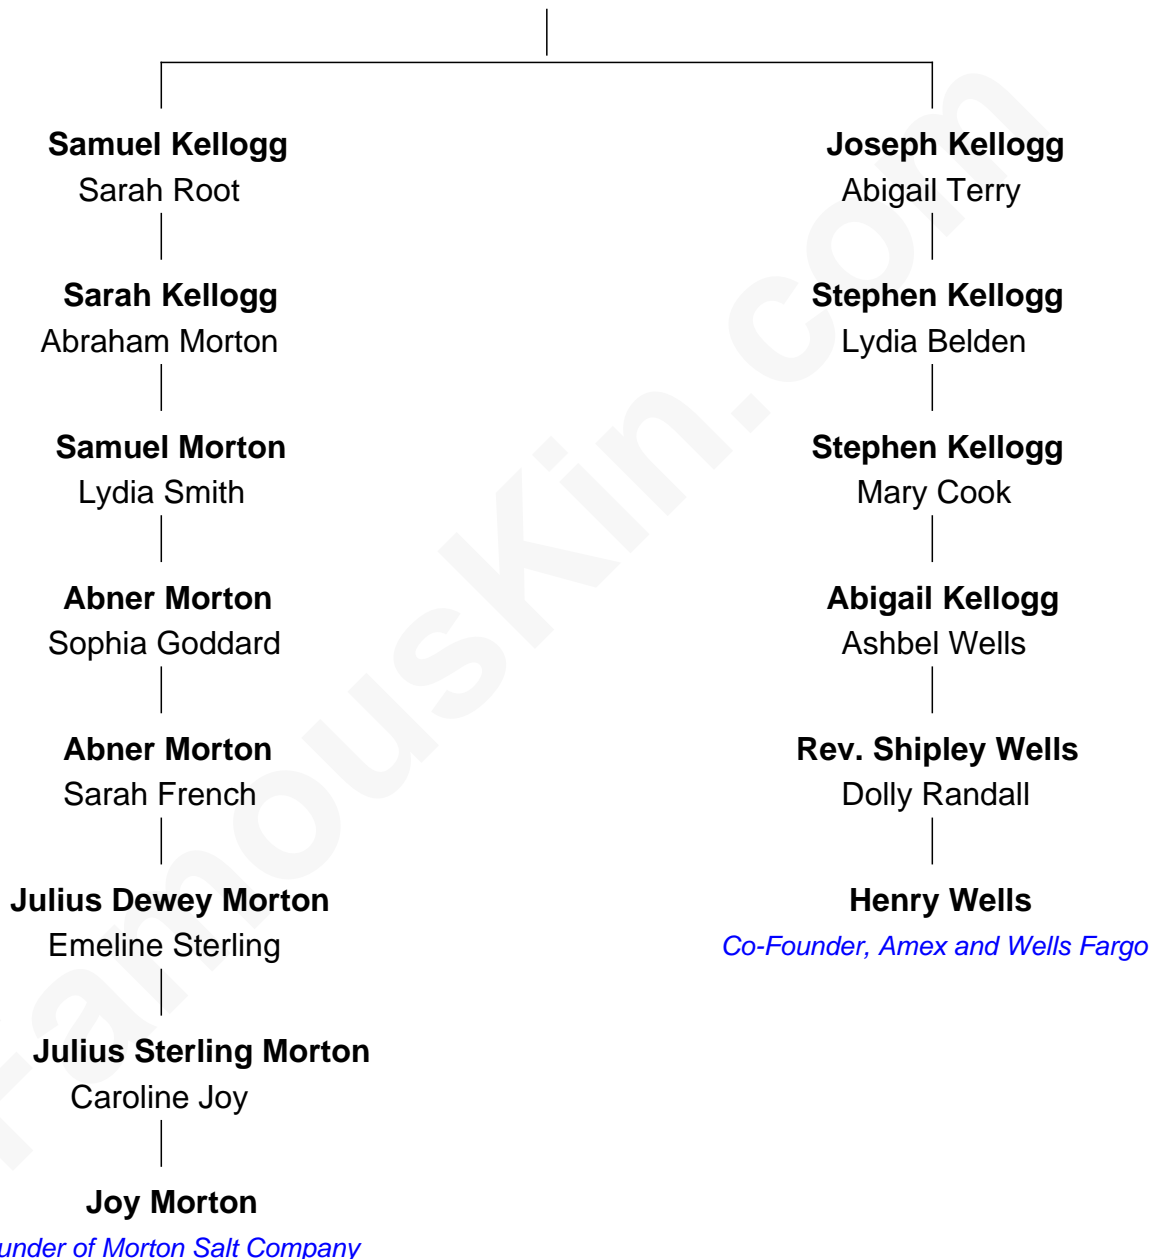 Samuel Kellogg
Sarah Root
Sarah Kellogg
Abraham Morton
Samuel Morton
Lydia Smith
Abner Morton
Sophia Goddard
Abner Morton
Sarah French
Julius Dewey Morton
Emeline Sterling
Julius Sterling Morton
Caroline Joy
Joy Morton
under of Morton Salt Company
Joseph Kellogg
Abigail Terry
Stephen Kellogg
Lydia Belden
Stephen Kellogg
Mary Cook
Abigail Kellogg
Ashbel Wells
Rev. Shipley Wells
Dolly Randall
Henry Wells
Co-Founder, Amex and Wells Fargo
FamousKin.com